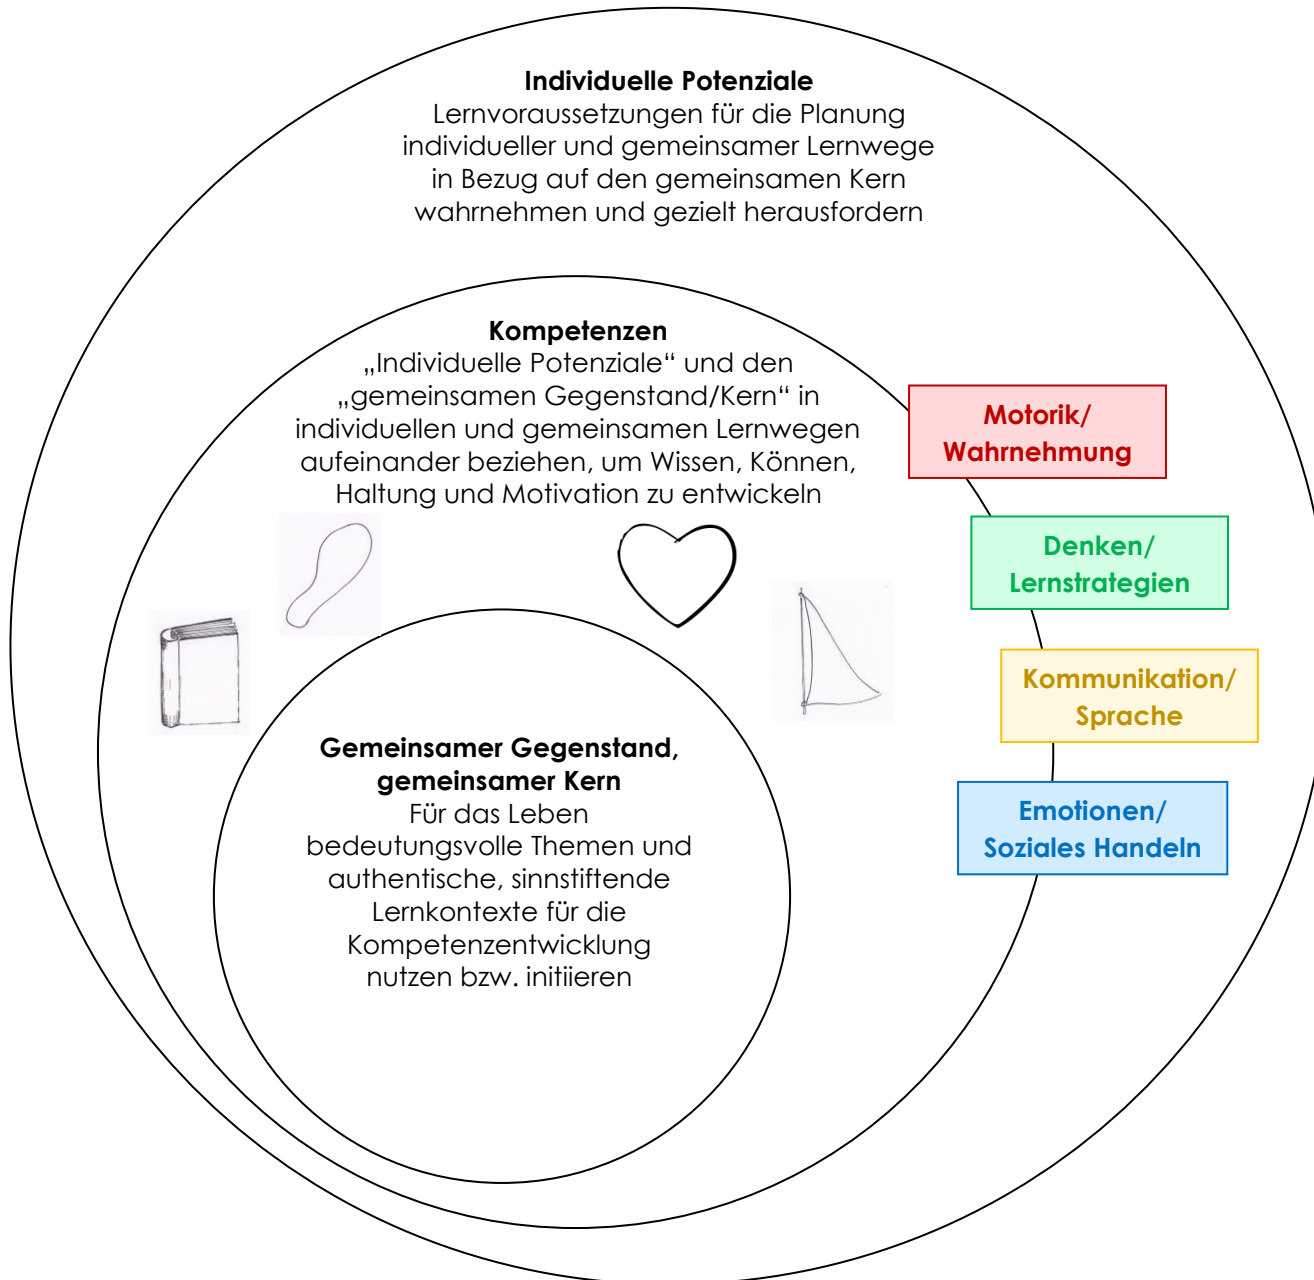 Individuelle Potenziale
Lernvoraussetzungen für die Planung
individueller und gemeinsamer Lernwege
in Bezug auf den gemeinsamen Kern
wahrnehmen und gezielt herausfordern
Kompetenzen
„Individuelle Potenziale“ und den
„gemeinsamen Gegenstand/Kern“ in
individuellen und gemeinsamen Lernwegen
aufeinander beziehen, um Wissen, Können,
Haltung und Motivation zu entwickeln
Motorik/
Wahrnehmung
Denken/
Lernstrategien
Kommunikation/
Sprache
Emotionen/
Soziales Handeln
Gemeinsamer Gegenstand,
gemeinsamer Kern
Für das Leben
bedeutungsvolle Themen und
authentische, sinnstiftende
Lernkontexte für die
Kompetenzentwicklung
nutzen bzw. initiieren